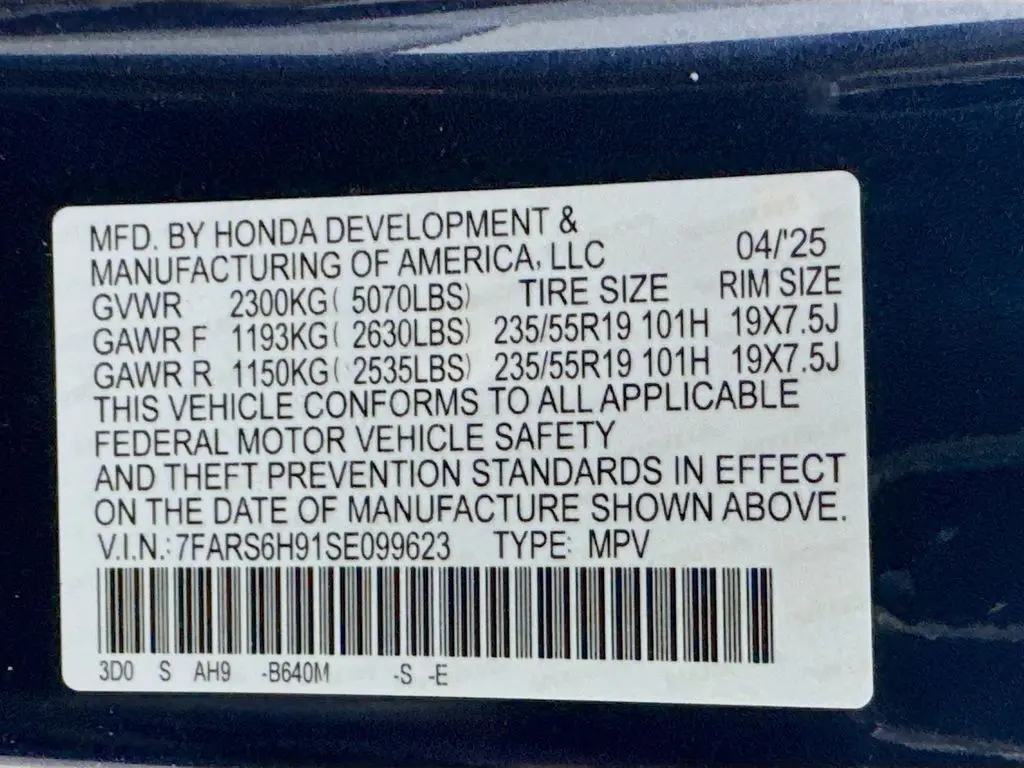 MFD. BY HONDA DEVELOPMENT &
MANUFACTURING OF AMERICA, LLC 04/'25
GVWR 2300KG( 5070LBS) TIRE SIZE RIM SIZE
GAWR F 1193KG( 2630LBS) 235/55R19 101H 19X7.5J
GAWR R 1150KG( 2535LBS) 235/55R19 101H 19X7.5J
THIS VEHICLE CONFORMS TO ALL APPLICABLE
FEDERAL MOTOR VEHICLE SAFETY
AND THEFT PREVENTION STANDARDS IN EFFECT
ON THE DATE OF MANUFACTURE SHOWN ABOVE.
V.I.N.: 7FARS6H91SE099623 TYPE: MPV
3D0 S AH9 -B640M -S -E